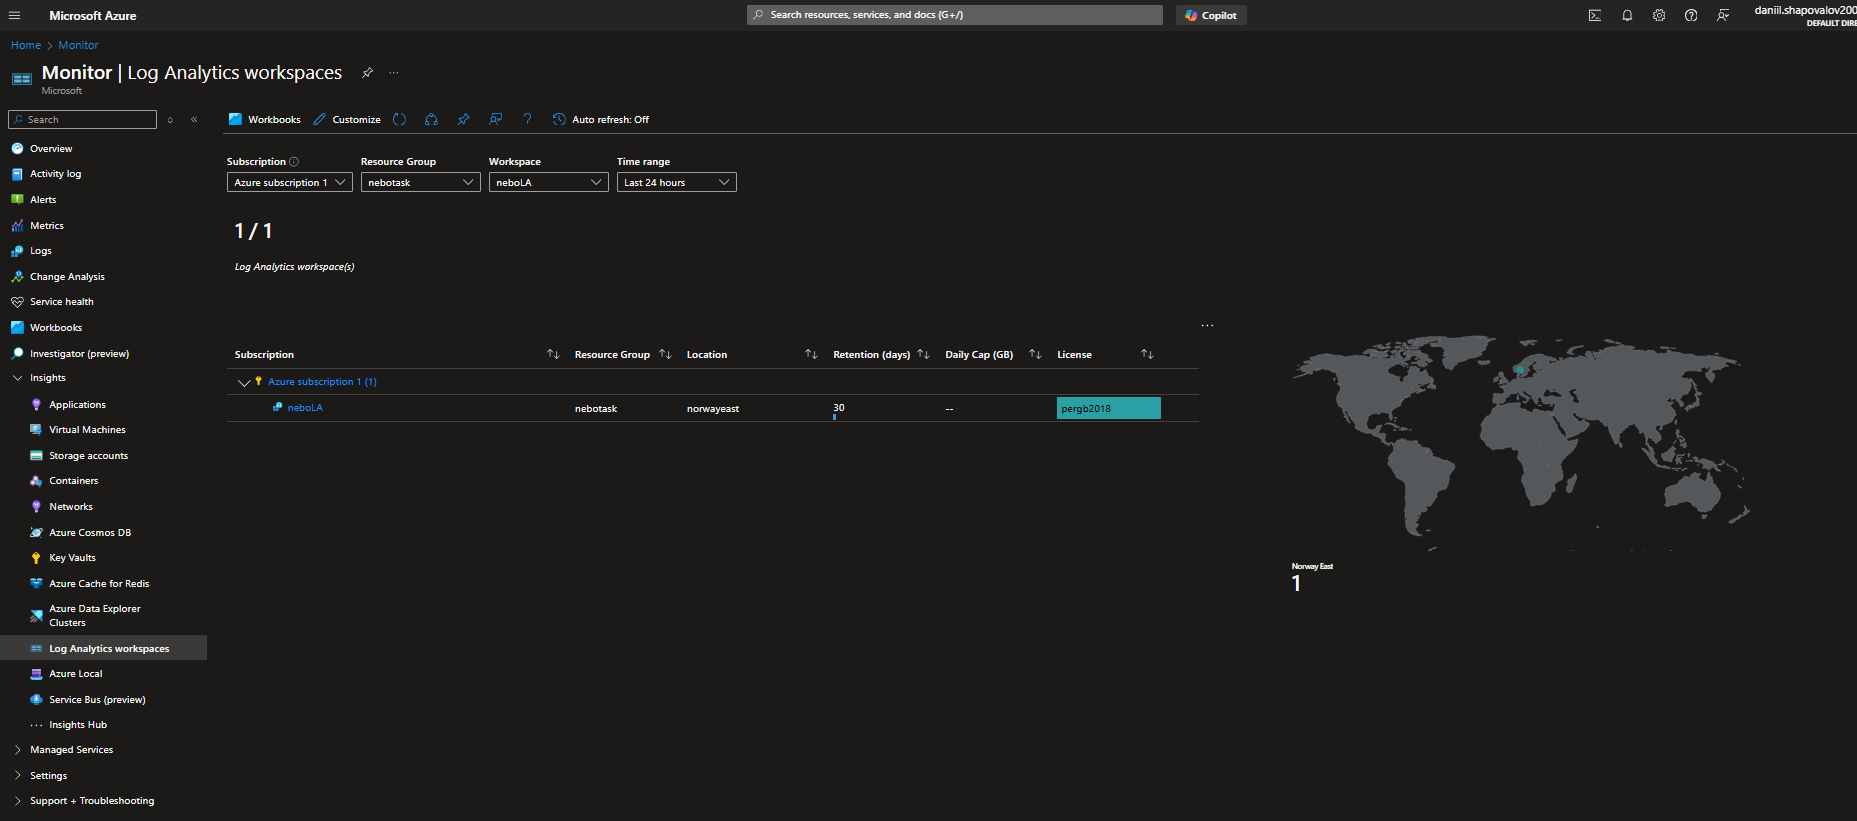 Microsoft Azure
Search resources, services, and docs (G+/)
Copilot
daniil.shapovalov200
DEFAULT DIRE
Home > Monitor
Monitor | Log Analytics workspaces
Microsoft
Search
Workbooks
Customize
Auto refresh: Off
Overview
Activity log
Alerts
Metrics
Logs
Change Analysis
Service health
Workbooks
Investigator (preview)
Insights
Applications
Virtual Machines
Storage accounts
Containers
Networks
Azure Cosmos DB
Key Vaults
Azure Cache for Redis
Azure Data Explorer
Clusters
Log Analytics workspaces
Azure Local
Service Bus (preview)
Insights Hub
Managed Services
Settings
Support + Troubleshooting
Subscription Resource Group Workspace Time range
Azure subscription 1 nebotask neboLA Last 24 hours
1 / 1
Log Analytics workspace(s)
Subscription Resource Group Location Retention (days) Daily Cap (GB) License
Azure subscription 1 (1)
neboLA nebotask norwayeast 30 -- pergb2018
Norway East
1